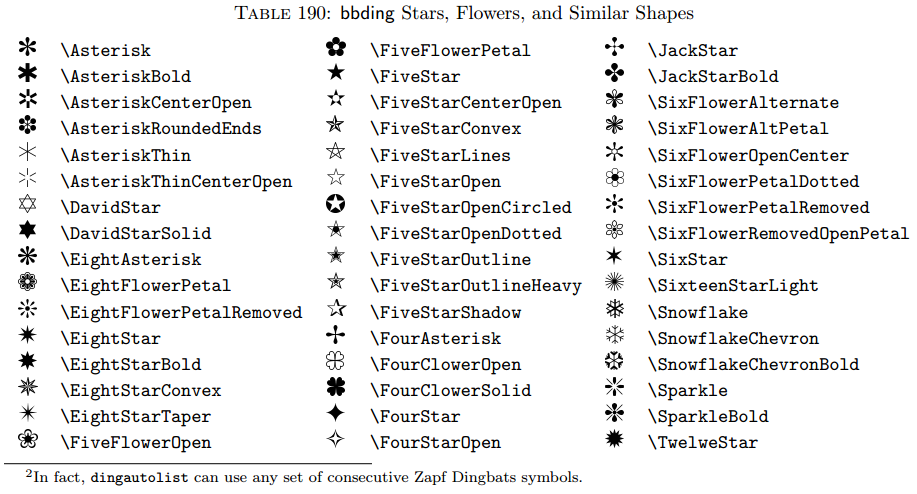 TABLE 190: bbding Stars, Flowers, and Similar Shapes
\Asterisk \FiveFlowerPetal \JackStar
\AsteriskBold \FiveStar \JackStarBold
\AsteriskCenterOpen \FiveStarCenterOpen \SixFlowerAlternate
\AsteriskRoundedEnds \FiveStarConvex \SixFlowerAltPetal
\AsteriskThin \FiveStarLines \SixFlowerOpenCenter
\AsteriskThinCenterOpen \FiveStarOpen \SixFlowerPetalDotted
\DavidStar \FiveStarOpenCircled \SixFlowerPetalRemoved
\DavidStarSolid \FiveStarOpenDotted \SixFlowerRemovedOpenPetal
\EightAsterisk \FiveStarOutline \SixStar
\EightFlowerPetal \FiveStarOutlineHeavy \SixteenStarLight
\EightFlowerPetalRemoved \FiveStarShadow \Snowflake
\EightStar \FourAsterisk \SnowflakeChevron
\EightStarBold \FourClowerOpen \SnowflakeChevronBold
\EightStarConvex \FourClowerSolid \Sparkle
\EightStarTaper \FourStar \SparkleBold
\FiveFlowerOpen \FourStarOpen \TwelweStar
2In fact, dingautolist can use any set of consecutive Zapf Dingbats symbols.